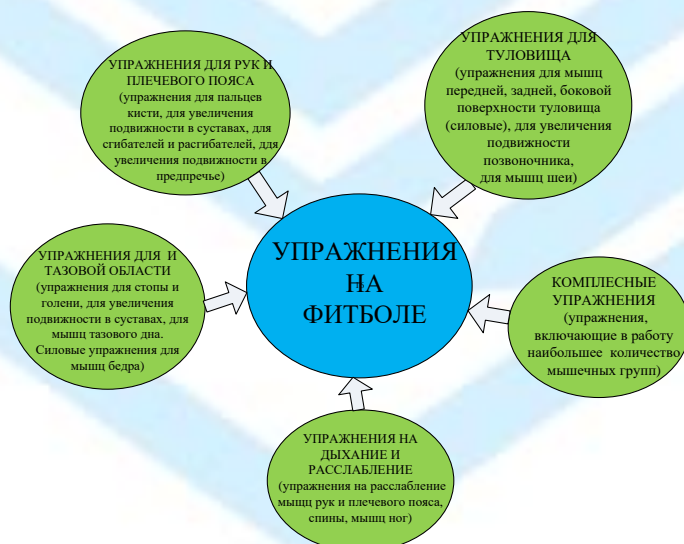 УПРАЖНЕНИЯ ДЛЯ РУК И
ПЛЕЧЕВОГО ПОЯСА
(упражнения для пальцев
кисти, для увеличения
подвижности в суставах, для
сгибателей и расгибателей, для
увеличения подвижности в
предпречье)
УПРАЖНЕНИЯ ДЛЯ
ТУЛОВИЩА
(упражнения для мышц
передней, задней, боковой
поверхности туловища
(силовые), для увеличения
подвижности
позвоночника,
для мышц шеи)
УПРАЖНЕНИЯ
НА
ФИТБОЛЕ
УПРАЖНЕНИЯ ДЛЯ И
ТАЗОВОЙ ОБЛАСТИ
(упражнения для стопы и
голени, для увеличения
подвижности в суставах, для
мышц тазового дна.
Силовые упражнения для
мышц бедра)
КОМПЛЕСНЫЕ
УПРАЖНЕНИЯ
(упражнения,
включающие в работу
наибольшее количество
мышечных групп)
УПРАЖНЕНИЯ НА
ДЫХАНИЕ И
РАССЛАБЛЕНИЕ
(упражнения на расслабление
мыщц рук и плечевого пояса,
спины, мышц ног)